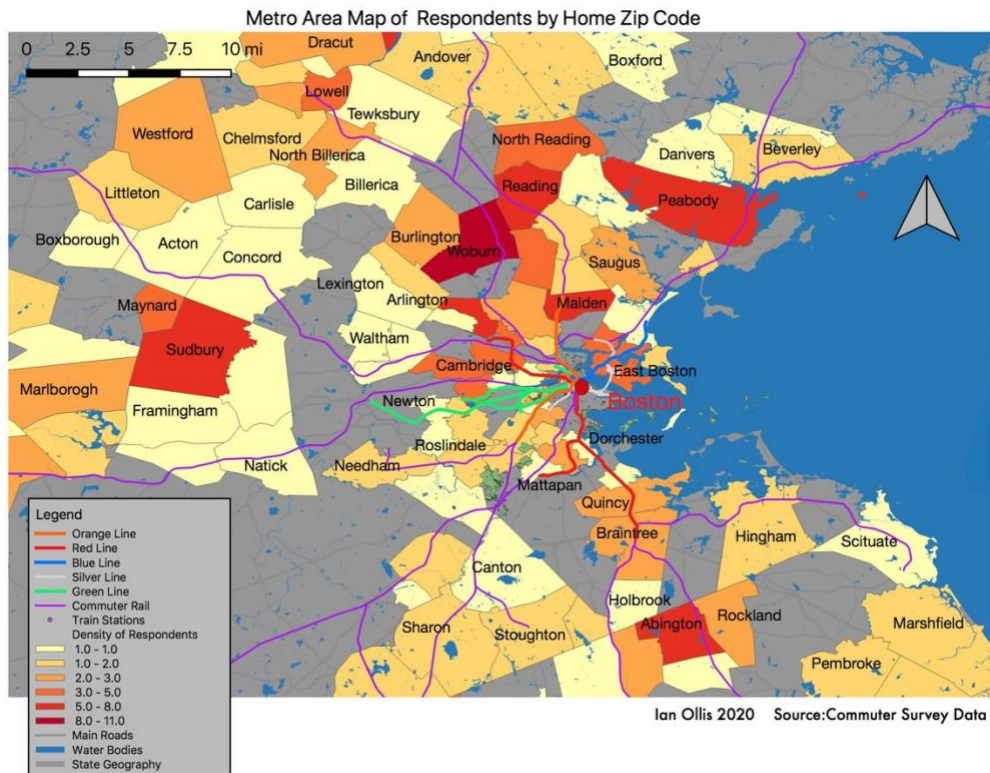 Metro Area Map of Respondents by Home Zip Code
0 2.5 5 7.5 10 mi
Dracut
Andover
Boxford
Lowell
Tewksbury
Westford
Chelmsford
North Billerica
North Reading
Danvers
Beverley
Billerica
Reading
Littleton
Carlisle
Peabody
Boxborough
Acton
Burlington
Woburn
Concord
Saugus
Lexington
Arlington
Maynard
Malden
Sudbury
Waltham
Cambridge
East Boston
Marlborogh
Newton
Boston
Framingham
Roslindale
Dorchester
Natick
Needham
Mattapan
Quincy
Braintree
Hingham
Scituate
Canton
Holbrook
Abington
Rockland
Sharon
Stoughton
Marshfield
Pembroke
Legend
Orange Line
Red Line
Blue Line
Silver Line
Green Line
Commuter Rail
Train Stations
Density of Respondents
1.0 - 1.0
1.0 - 2.0
2.0 - 3.0
3.0 - 5.0
5.0 - 8.0
8.0 - 11.0
Main Roads
Water Bodies
State Geography
Ian Ollis 2020 Source:Commuter Survey Data